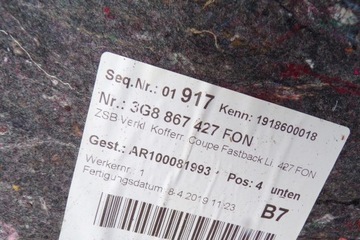 Seq.Nr.: 01 917 Kenn: 1918600018
Nr.: 3G8 867 427 FON
ZSB Verkl. Kofferr. Coupe Fastback Li. 427 FON
Gest.: AR100081993 Pos: 4 unten
Werkernr.: 1
Fertigungsdatum: 8.4.2019 11:23
B7